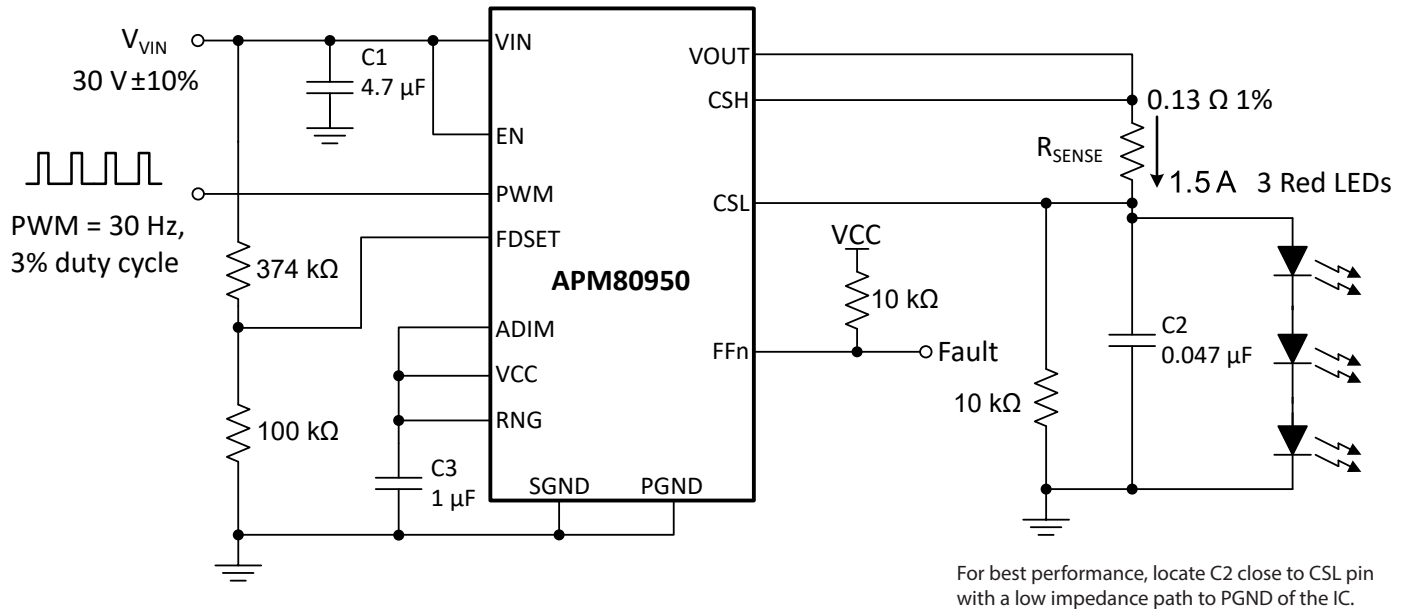 V_VIN
30 V ±10%
C1
4.7 µF
PWM = 30 Hz,
3% duty cycle
374 kΩ
100 kΩ
C3
1 µF
VIN
EN
PWM
FDSET
APM80950
ADIM
VCC
RNG
SGND PGND
VOUT
CSH
CSL
FFn
0.13 Ω 1%
R_SENSE
1.5 A 3 Red LEDs
VCC
10 kΩ
Fault
10 kΩ
C2
0.047 µF
For best performance, locate C2 close to CSL pin
with a low impedance path to PGND of the IC.